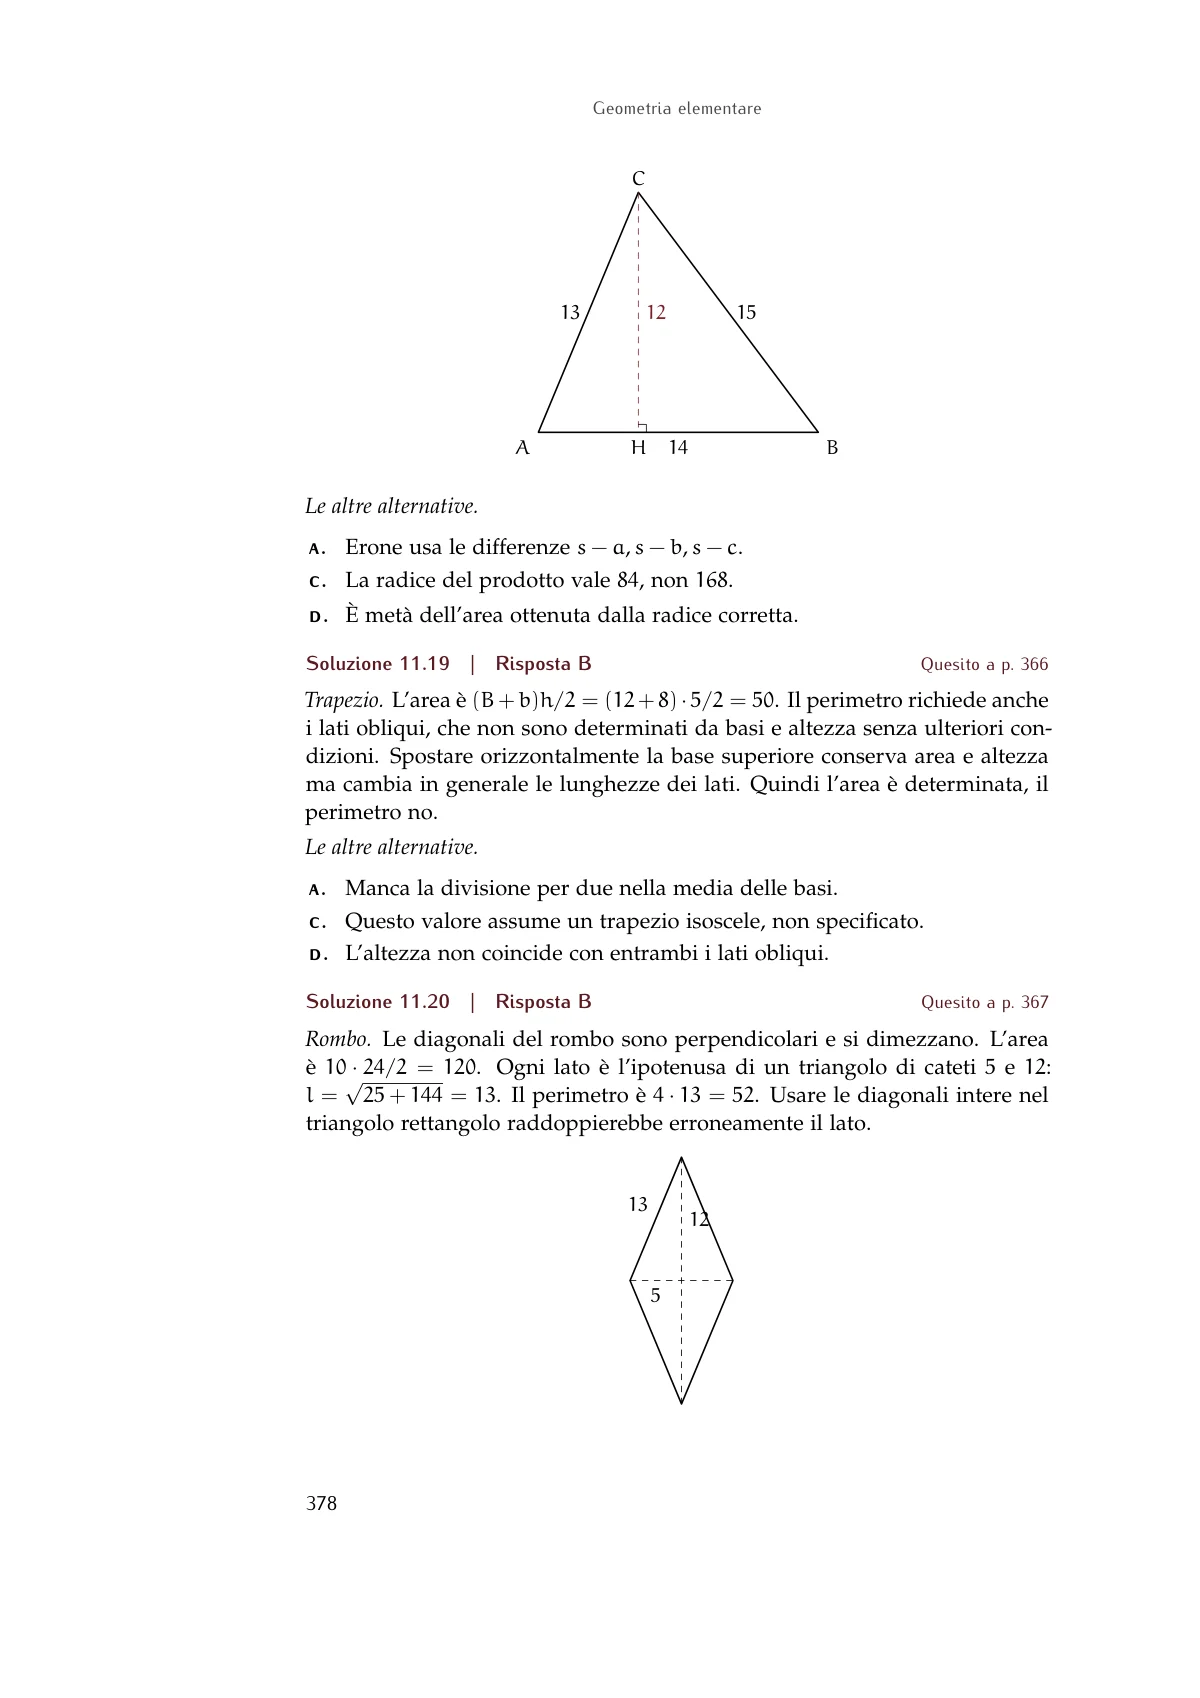 Geometria elementare
C
13
12
15
A
H
14
B
Le altre alternative.
A. Erone usa le differenze s − a, s − b, s − c.
C. La radice del prodotto vale 84, non 168.
D. È metà dell'area ottenuta dalla radice corretta.
Soluzione 11.19 | Risposta B Quesito a p. 366
Trapezio. L'area è (B + b)h/2 = (12 + 8) · 5/2 = 50. Il perimetro richiede anche
i lati obliqui, che non sono determinati da basi e altezza senza ulteriori con-
dizioni. Spostare orizzontalmente la base superiore conserva area e altezza
ma cambia in generale le lunghezze dei lati. Quindi l'area è determinata, il
perimetro no.
Le altre alternative.
A. Manca la divisione per due nella media delle basi.
C. Questo valore assume un trapezio isoscele, non specificato.
D. L'altezza non coincide con entrambi i lati obliqui.
Soluzione 11.20 | Risposta B Quesito a p. 367
Rombo. Le diagonali del rombo sono perpendicolari e si dimezzano. L'area
è 10 · 24/2 = 120. Ogni lato è l'ipotenusa di un triangolo di cateti 5 e 12:
l = √25 + 144 = 13. Il perimetro è 4 · 13 = 52. Usare le diagonali intere nel
triangolo rettangolo raddoppierebbe erroneamente il lato.
13
12
5
378